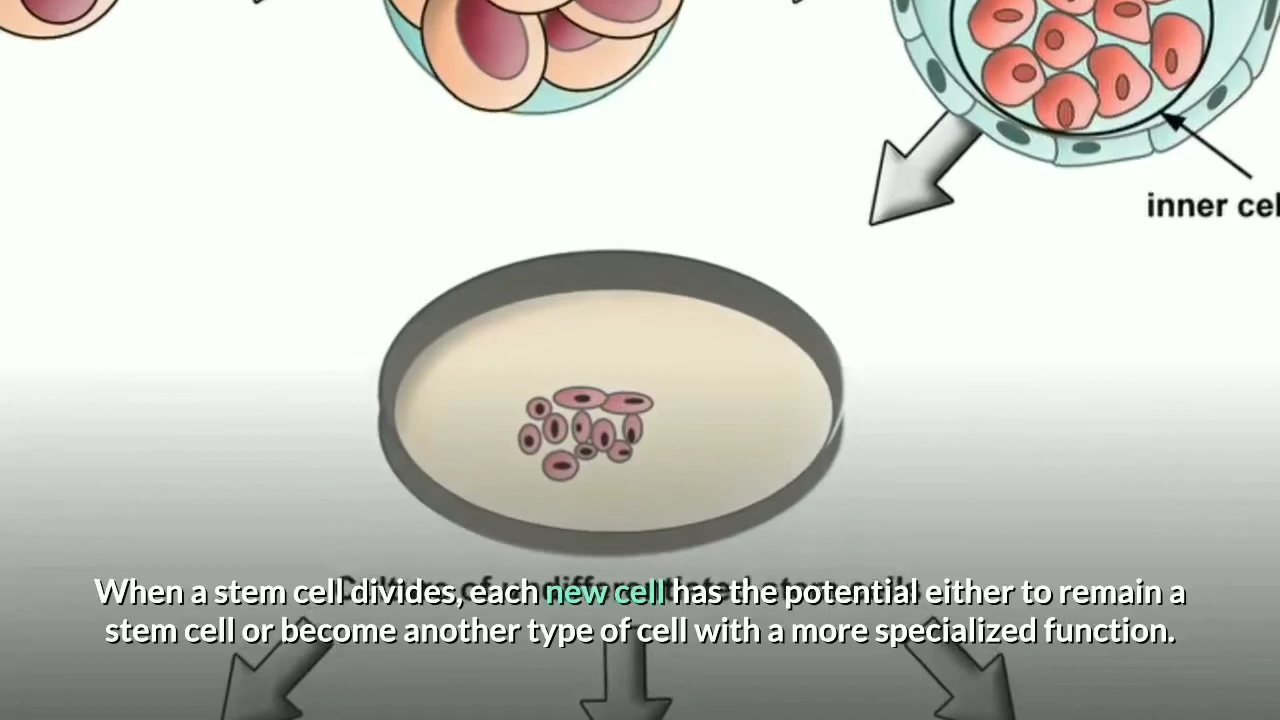 inner cel
When a stem cell divides, each new cell has the potential either to remain a
stem cell or become another type of cell with a more specialized function.